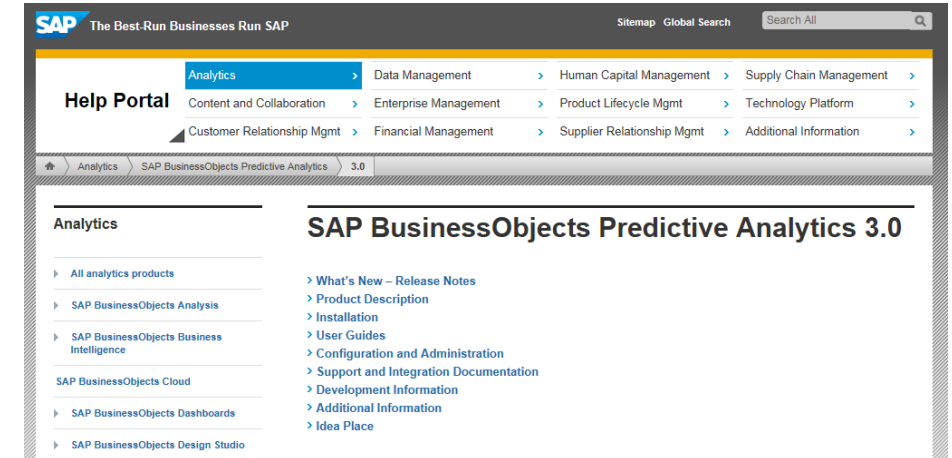 SAP The Best-Run Businesses Run SAP
Sitemap Global Search
Search All
Help Portal
Analytics
Data Management
Human Capital Management
Supply Chain Management
Content and Collaboration
Enterprise Management
Product Lifecycle Mgmt
Technology Platform
Customer Relationship Mgmt
Financial Management
Supplier Relationship Mgmt
Additional Information
Analytics
SAP BusinessObjects Predictive Analytics
3.0
Analytics
All analytics products
SAP BusinessObjects Analysis
SAP BusinessObjects Business
Intelligence
SAP BusinessObjects Cloud
SAP BusinessObjects Dashboards
SAP BusinessObjects Design Studio
SAP BusinessObjects Predictive Analytics 3.0
What's New – Release Notes
Product Description
Installation
User Guides
Configuration and Administration
Support and Integration Documentation
Development Information
Additional Information
Idea Place